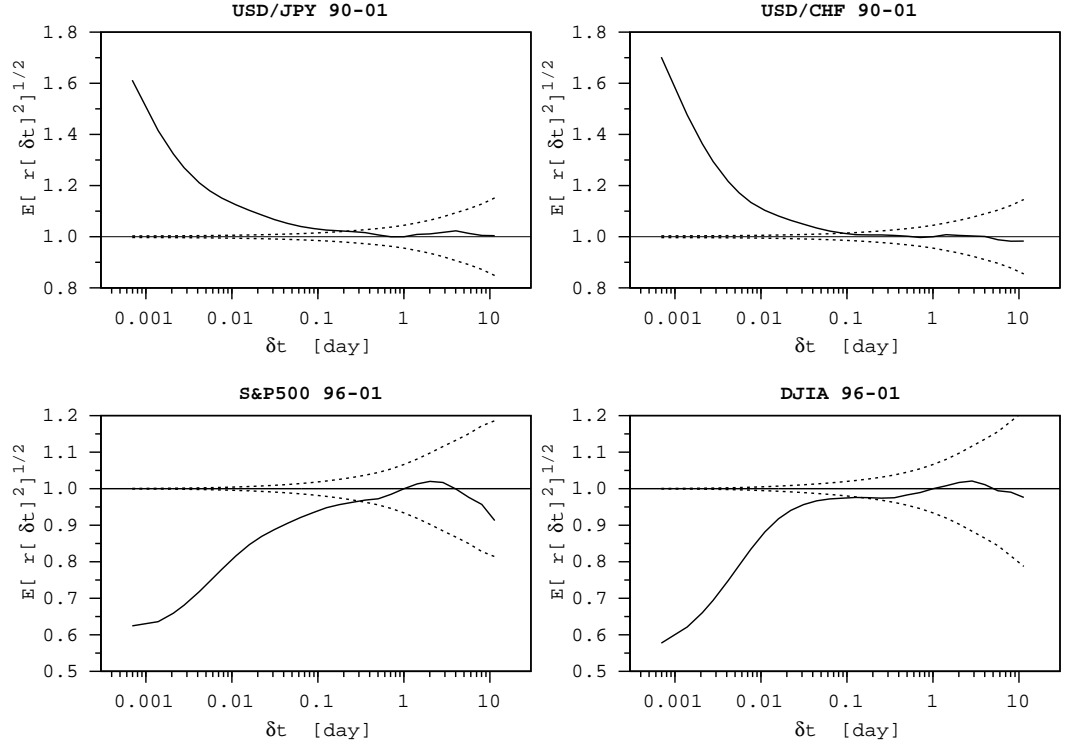 USD/JPY 90-01
E[ r[ δt]²]^1/2
1.8
1.6
1.4
1.2
1.0
0.8
0.001 0.01 0.1 1 10
δt [day]
USD/CHF 90-01
E[ r[ δt]²]^1/2
1.8
1.6
1.4
1.2
1.0
0.8
0.001 0.01 0.1 1 10
δt [day]
S&P500 96-01
E[ r[ δt]²]^1/2
1.2
1.1
1.0
0.9
0.8
0.7
0.6
0.5
0.001 0.01 0.1 1 10
δt [day]
DJIA 96-01
E[ r[ δt]²]^1/2
1.2
1.1
1.0
0.9
0.8
0.7
0.6
0.5
0.001 0.01 0.1 1 10
δt [day]